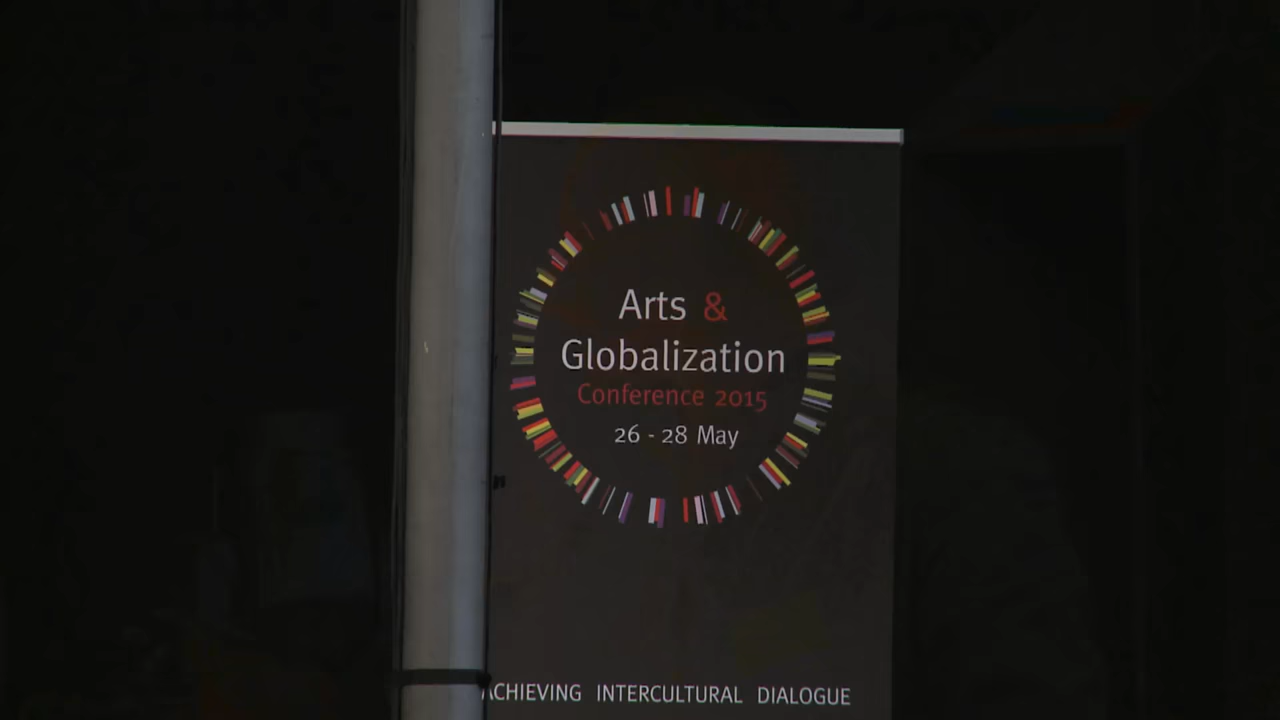 Arts &
Globalization
Conference 2015
26 - 28 May
ACHIEVING INTERCULTURAL DIALOGUE